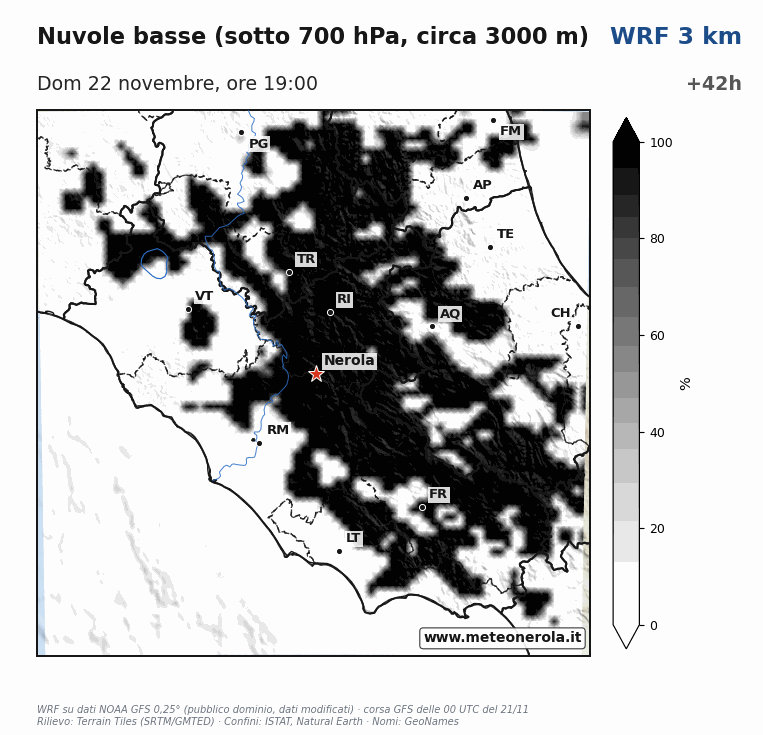 Nuvole basse (sotto 700 hPa, circa 3000 m) WRF 3 km
Dom 22 novembre, ore 19:00 +42h
FM
PG
AP
TE
TR
VT
RI
AQ
CH
Nerola
RM
FR
LT
100
80
60
40
20
0
%
www.meteonerola.it
WRF su dati NOAA GFS 0,25° (pubblico dominio, dati modificati) · corsa GFS delle 00 UTC del 21/11
Rilievo: Terrain Tiles (SRTM/GMTED) · Confini: ISTAT, Natural Earth · Nomi: GeoNames